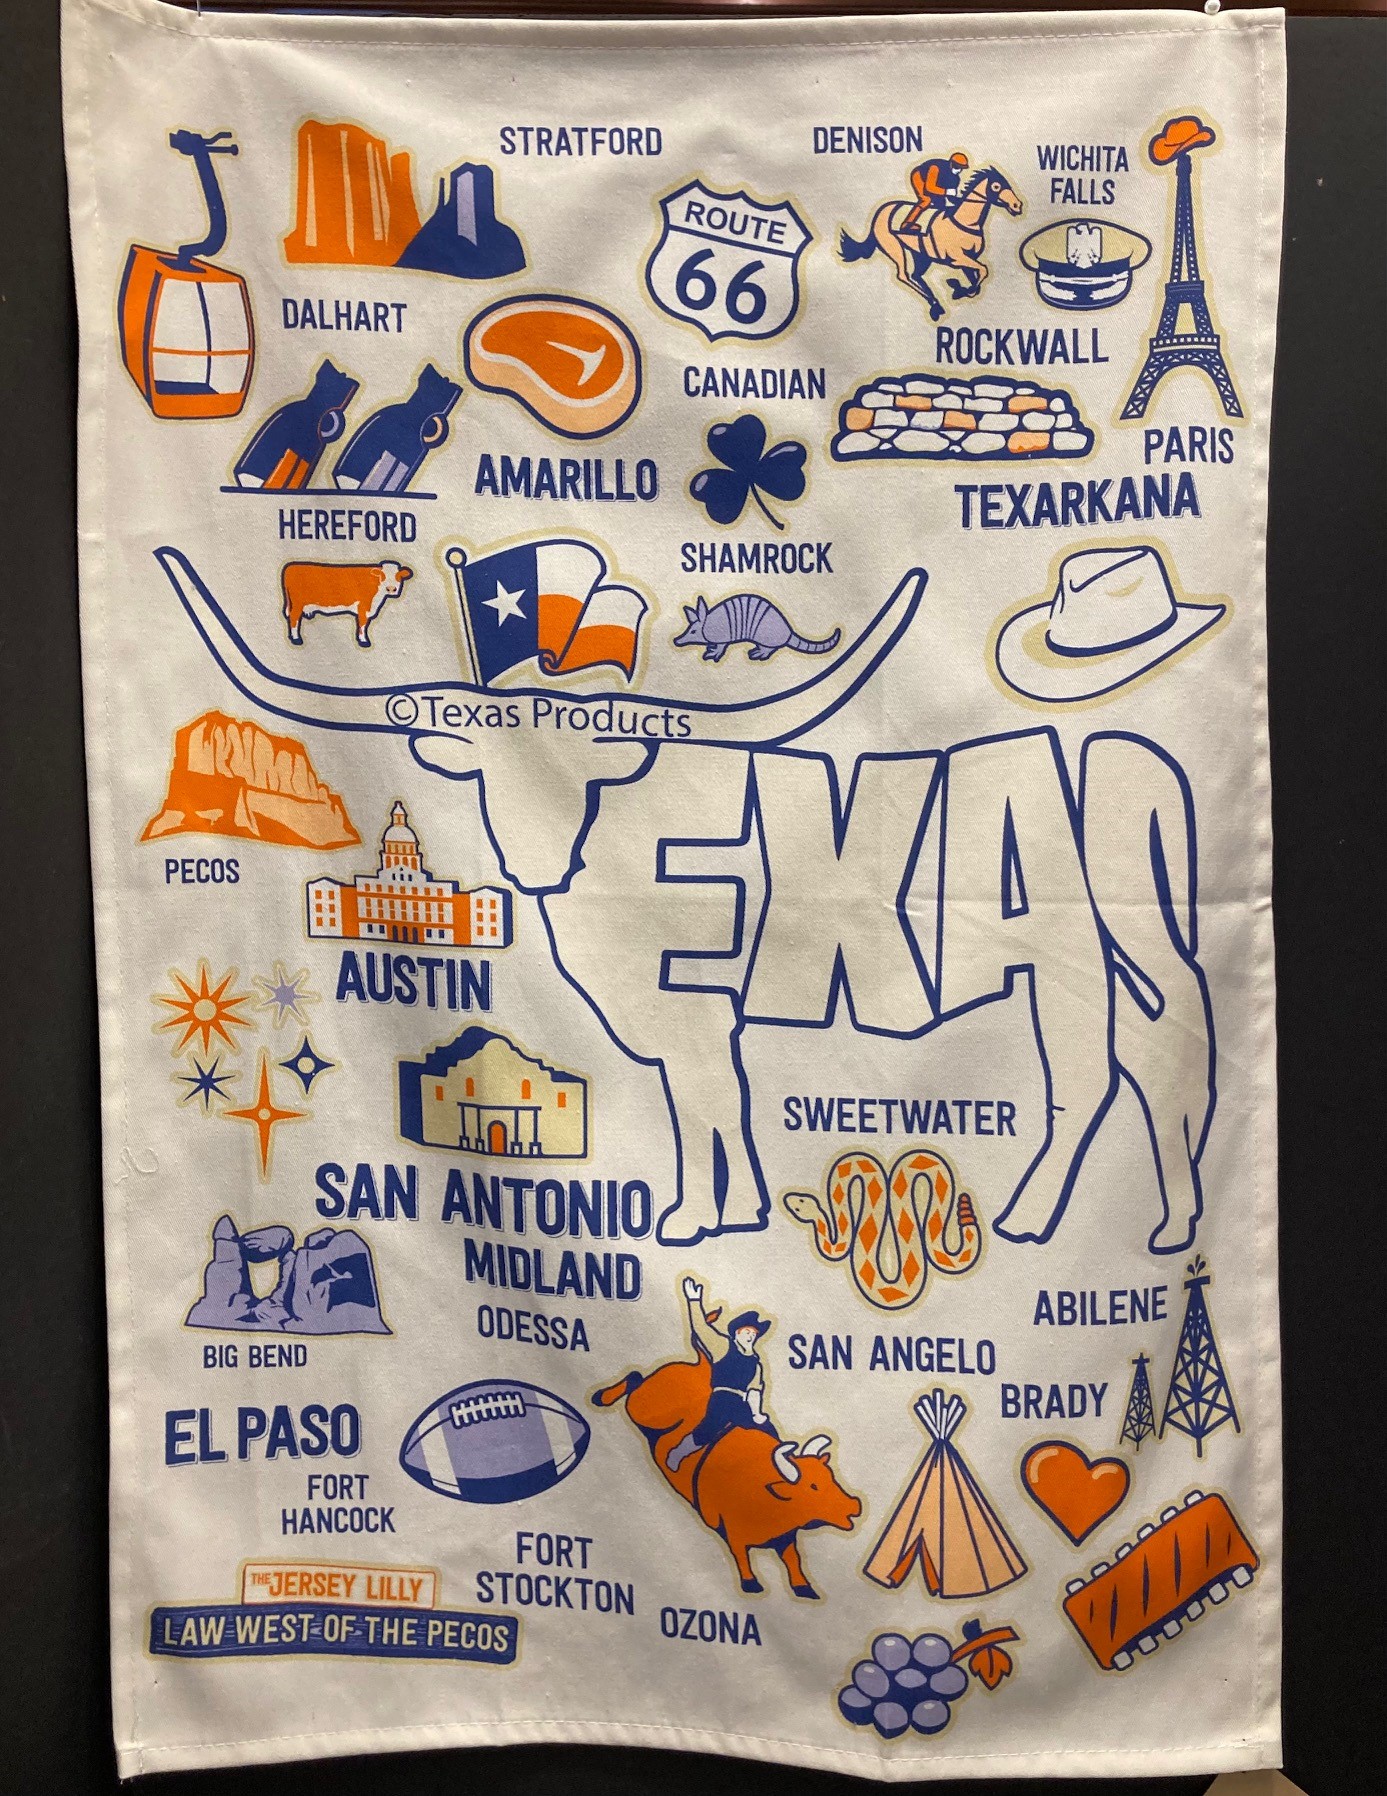 STRATFORD
DENISON
WICHITA
FALLS
ROUTE
66
DALHART
ROCKWALL
CANADIAN
PARIS
AMARILLO
TEXARKANA
HEREFORD
SHAMROCK
©Texas Products
TEXAS
PECOS
AUSTIN
SWEETWATER
SAN ANTONIO
MIDLAND
ODESSA
ABILENE
BIG BEND
SAN ANGELO
BRADY
EL PASO
FORT
HANCOCK
FORT
STOCKTON
OZONA
THE JERSEY LILLY
LAW WEST OF THE PECOS